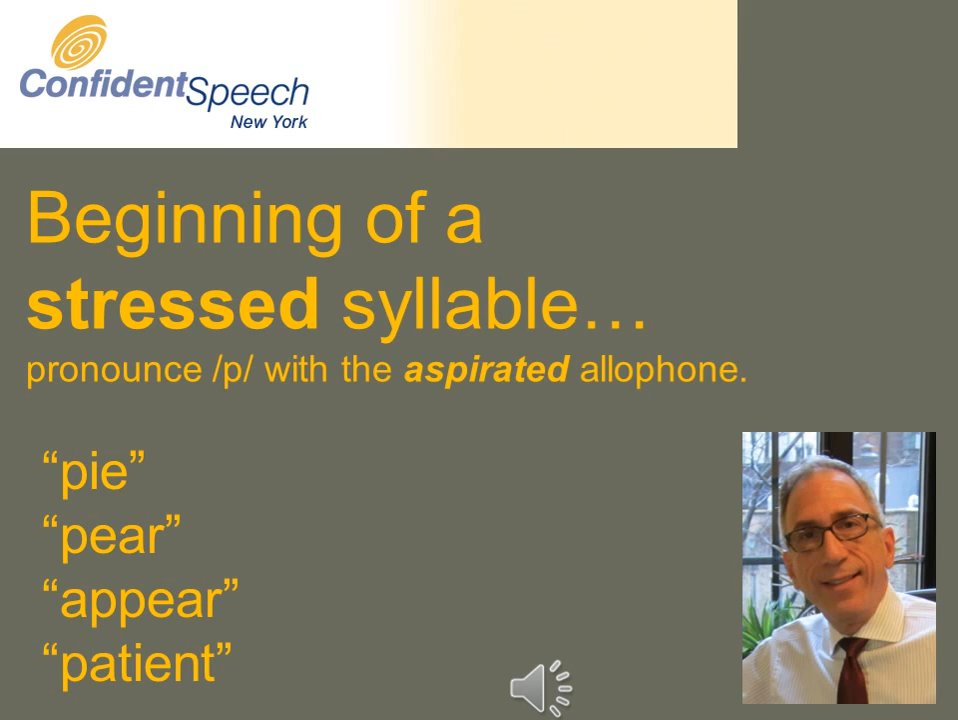 ConfidentSpeech
New York
Beginning of a
stressed syllable…
pronounce /p/ with the aspirated allophone.
“pie”
“pear”
“appear”
“patient”